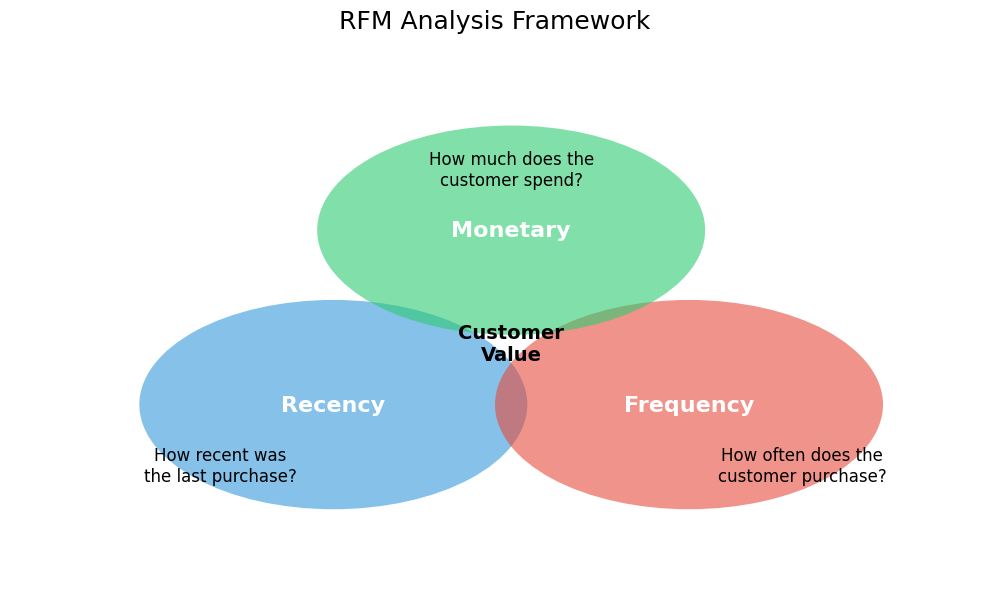 RFM Analysis Framework
How much does the
customer spend?
Monetary
Customer
Value
Recency
Frequency
How recent was
the last purchase?
How often does the
customer purchase?